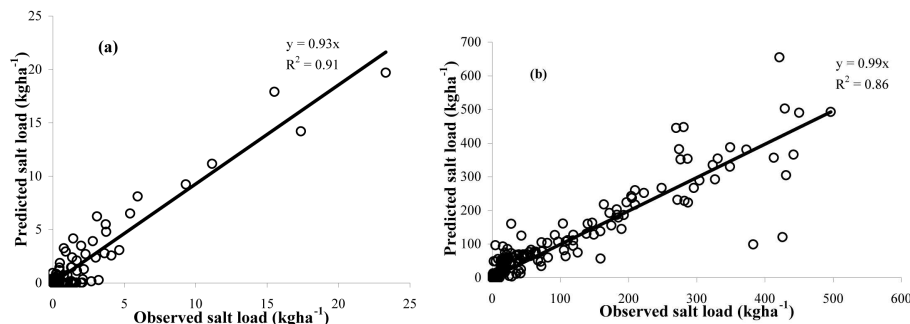 (a)
y = 0.93x
R² = 0.91
Predicted salt load (kgha⁻¹)
25
20
15
10
5
0
0 5 10 15 20 25
Observed salt load (kgha⁻¹)
(b)
y = 0.99x
R² = 0.86
Predicted salt load (kgha⁻¹)
700
600
500
400
300
200
100
0
0 100 200 300 400 500 600
Observed salt load (kgha⁻¹)